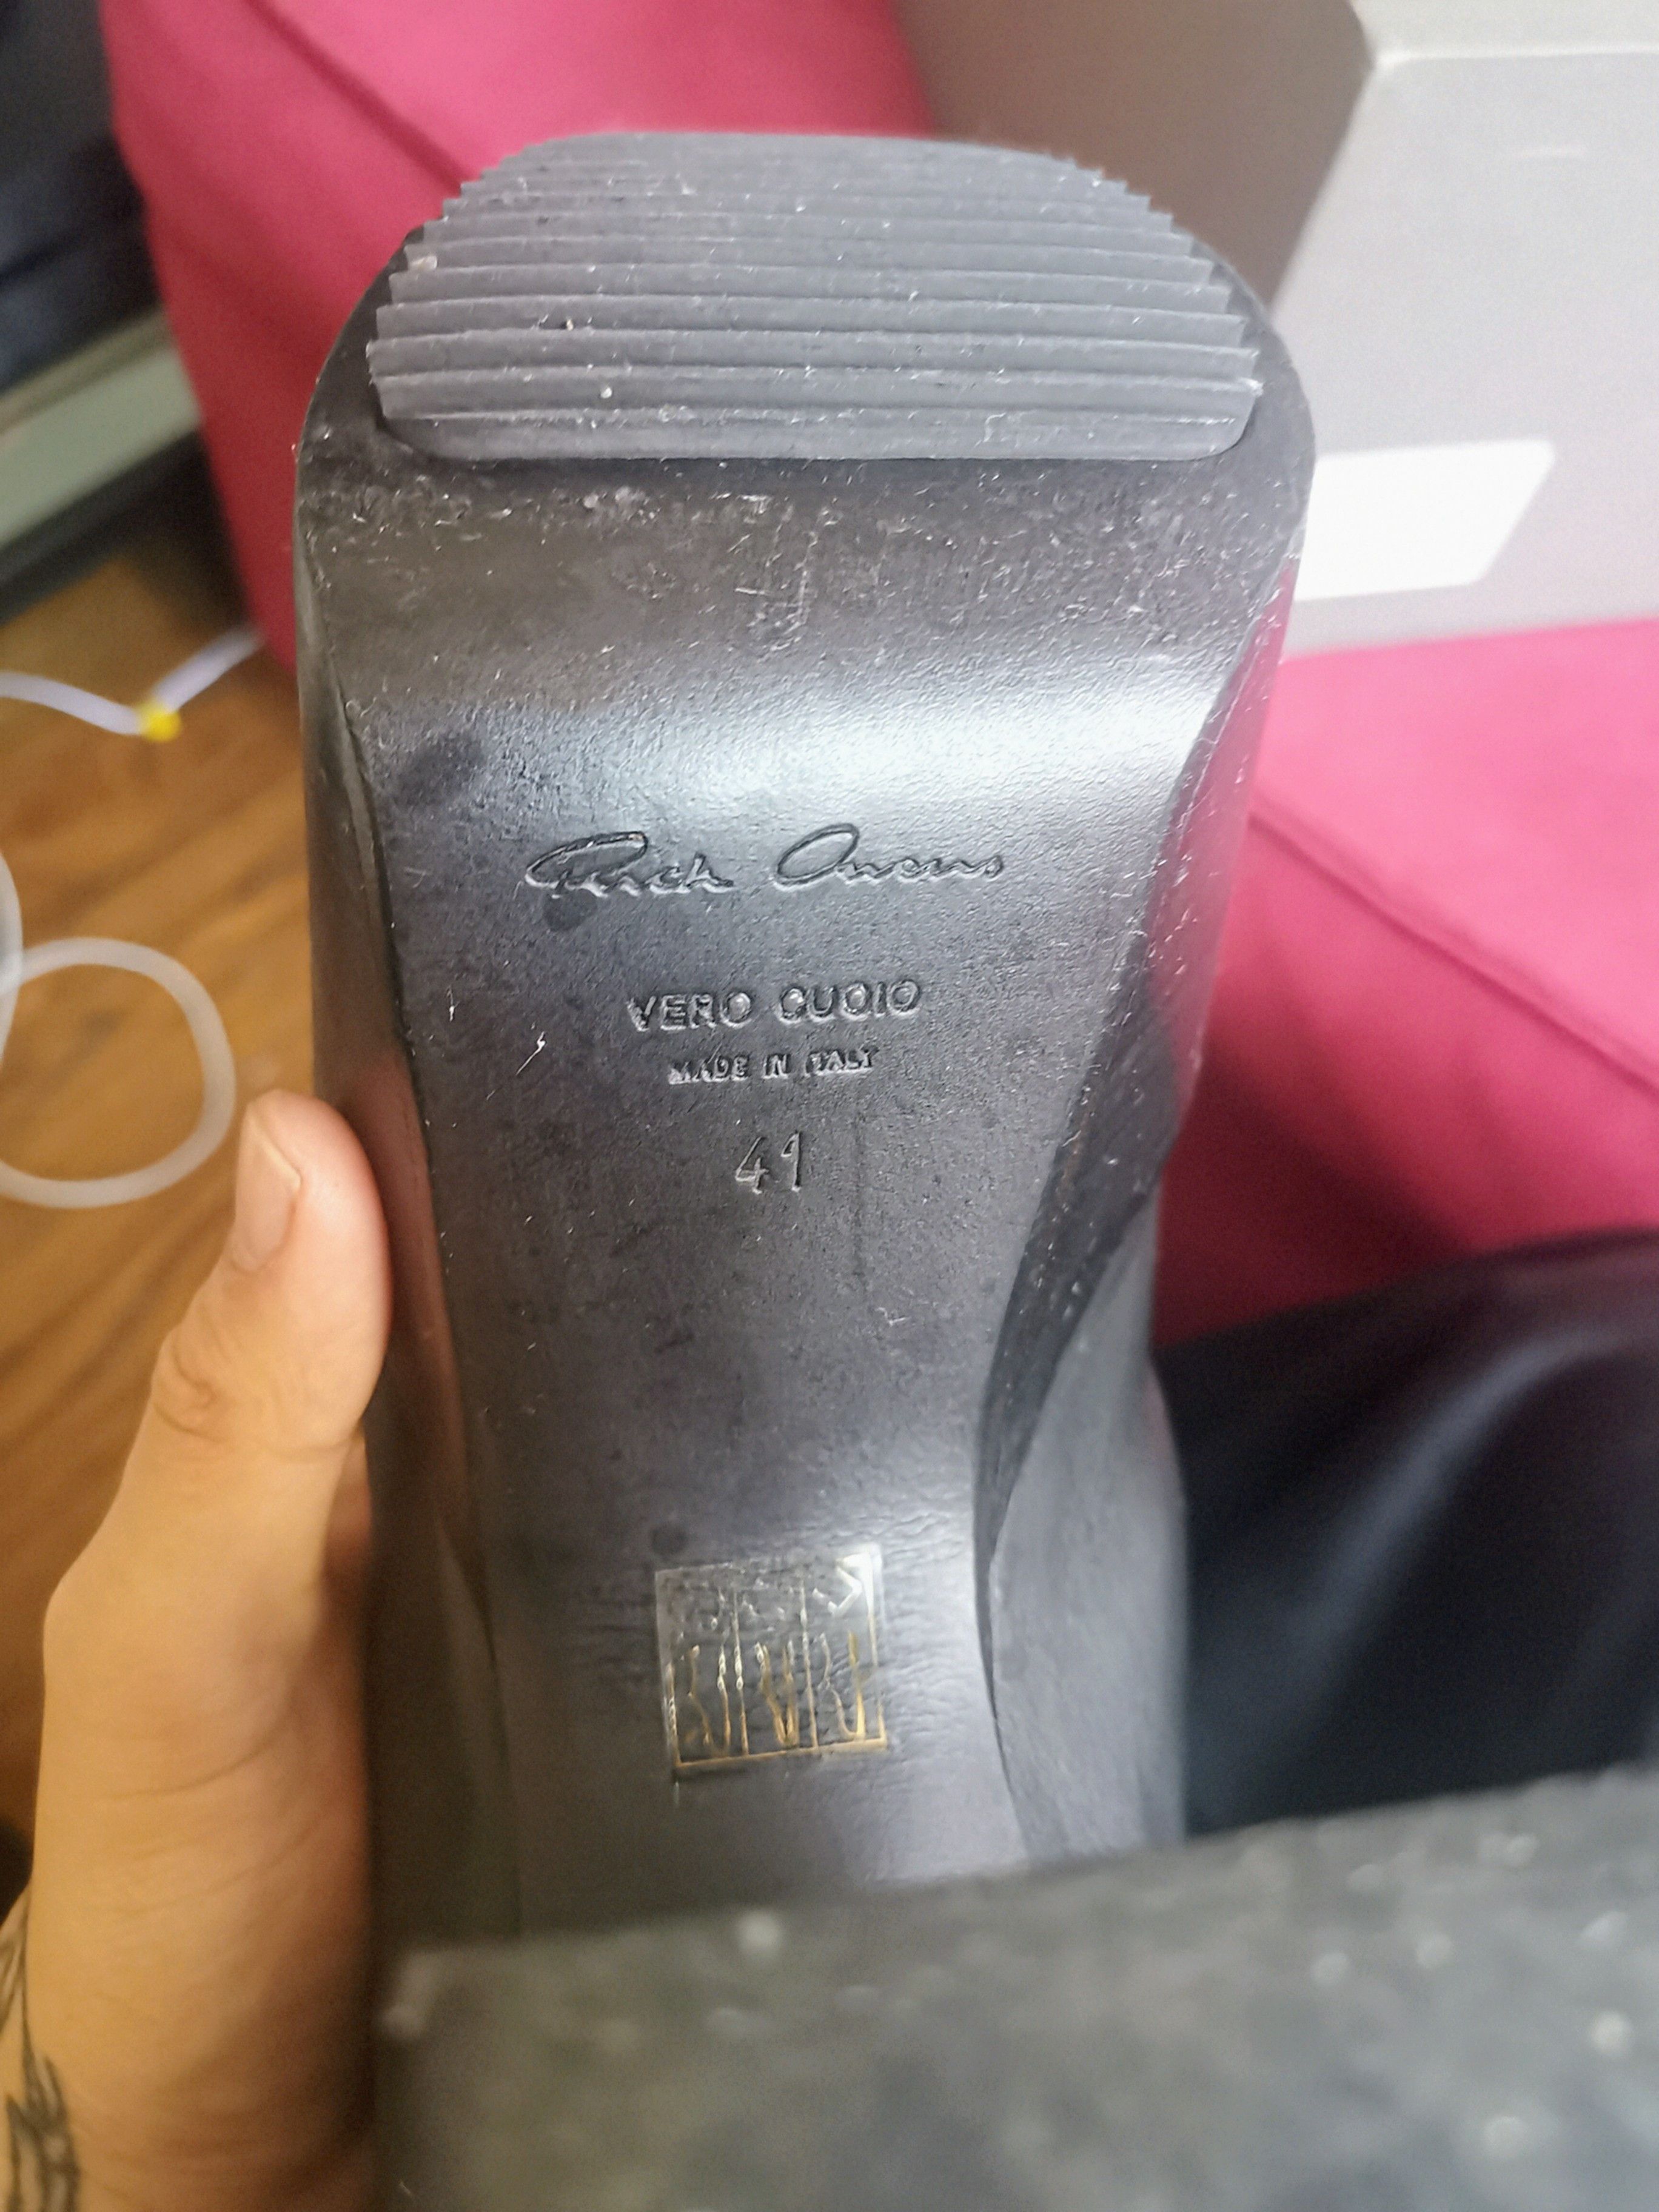 Rick Owens
VERO CUOIO
MADE IN ITALY
41